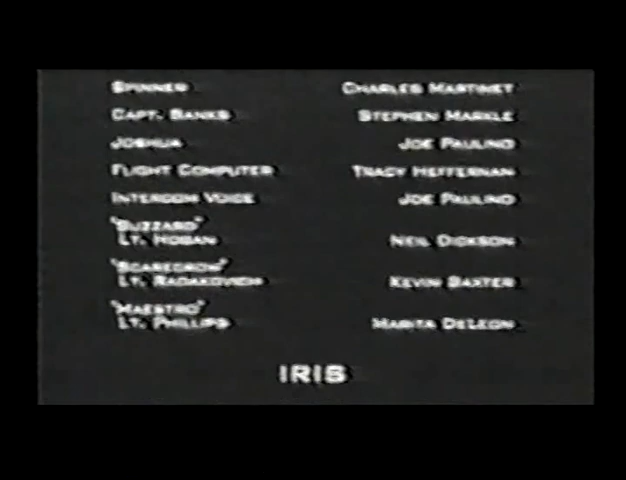 SPINNER CHARLES MARTINET
CAPT. BANKS STEPHEN MARKLE
JOSHUA JOE PAULINO
FLIGHT COMPUTER TRACY HEFFERNAN
INTERCOM VOICE JOE PAULINO
"BUZZARD"
LT. HOGAN NEIL DICKSON
"SCARECROW"
LT. RADAKOVICH KEVIN BAXTER
"MAESTRO"
LT. PHILLIPS MARITA DELEON
IRIS